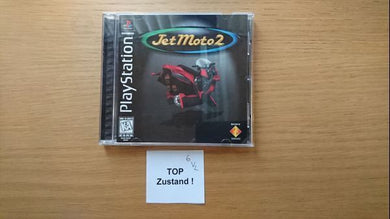 PlayStation
Jet Moto 2
TOP
Zustand !